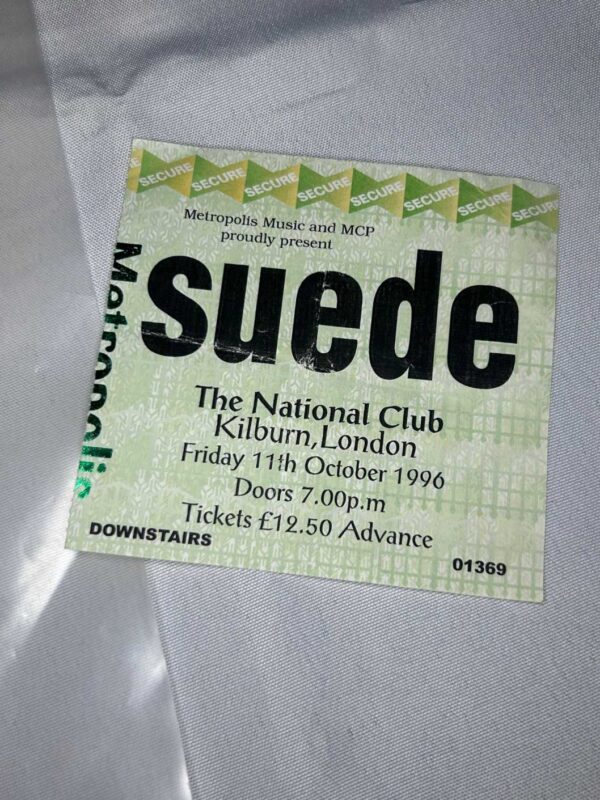 E SECURE SECURE SECURE SECURE SECURE SECURE SECURE SECURE
Metropolis Music and MCP
proudly present
suede
The National Club
Kilburn, London
Friday 11th October 1996
Doors 7.00p.m
Tickets £12.50 Advance
DOWNSTAIRS
01369
Metropolis